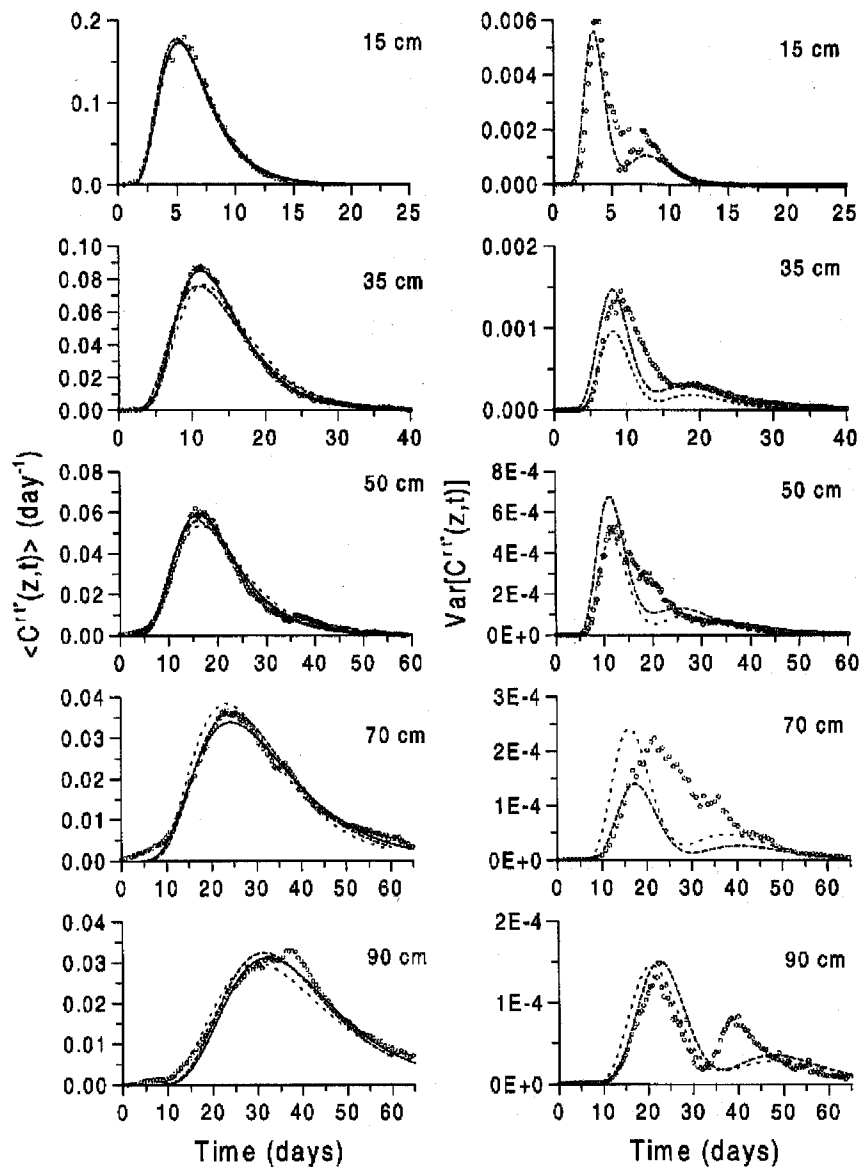 0.2
0.1
0.0
15 cm
0 5 10 15 20 25
0.006
0.004
0.002
0.000
15 cm
0 5 10 15 20 25
0.10
0.08
0.06
0.04
0.02
0.00
35 cm
0 10 20 30 40
0.002
0.001
0.000
35 cm
0 10 20 30 40
<C^rt*(z,t)> (day^-1)
0.06
0.04
0.02
0.00
50 cm
0 10 20 30 40 50 60
Var[C^rt*(z,t)]
8E-4
6E-4
4E-4
2E-4
0E+0
50 cm
0 10 20 30 40 50 60
0.04
0.03
0.02
0.01
0.00
70 cm
0 10 20 30 40 50 60
3E-4
2E-4
1E-4
0E+0
70 cm
0 10 20 30 40 50 60
0.04
0.03
0.02
0.01
0.00
90 cm
0 10 20 30 40 50 60
Time (days)
2E-4
1E-4
0E+0
90 cm
0 10 20 30 40 50 60
Time (days)